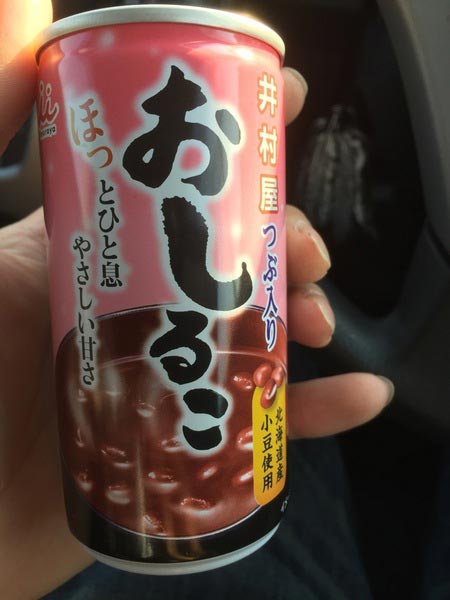 井村屋
つぶ入り
おしるこ
ほっとひと息
やさしい甘さ
北海道産
小豆使用